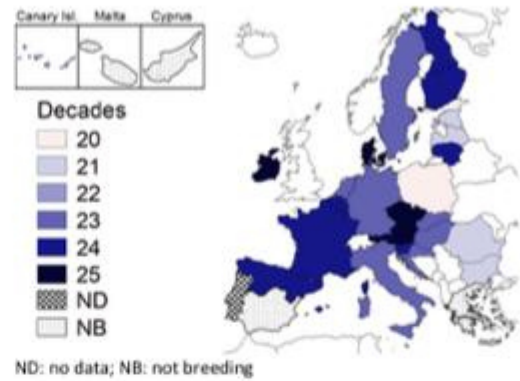 Canary Isl. Malta Cyprus
Decades
20
21
22
23
24
25
ND
NB
ND: no data; NB: not breeding